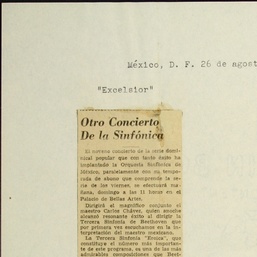 México, D. F. 26 de agost
"Excelsior"
Otro Concierto
De la Sinfónica
El noveno concierto de la serie dominical
popular que con tanto éxito ha
implantado la Orquesta Sinfónica de
México, paralelamente con su temporada
de abono que comprende la serie
de los viernes, se efectuará mañana,
domingo a las 11 horas en el
Palacio de Bellas Artes.
Dirigirá el magnífico conjunto el
maestro Carlos Chávez, quien anoche
alcanzó resonante éxito al dirigir la
Tercera Sinfonía de Beethoven que
por primera vez escuchamos en la interpretación
del maestro mexicano.
La Tercera Sinfonía "Eroica", que
constituye el número más importante
de este programa, es una de las más
admirables composiciones que Beet-